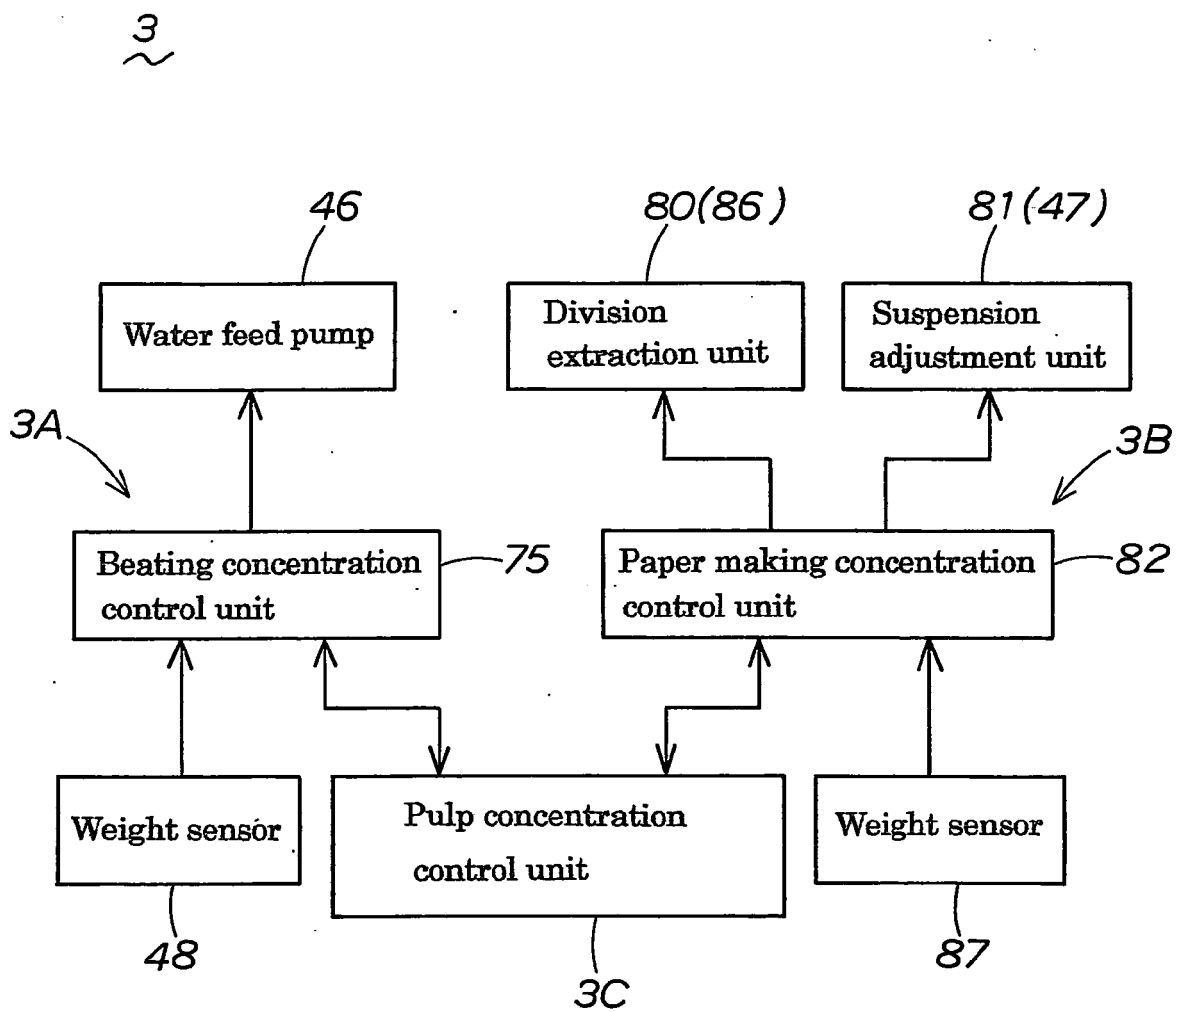 3
46
80(86)
81(47)
Water feed pump
Division
extraction unit
Suspension
adjustment unit
3A
3B
Beating concentration
control unit
75
Paper making concentration
control unit
82
Weight sensor
Pulp concentration
control unit
Weight sensor
48
3C
87